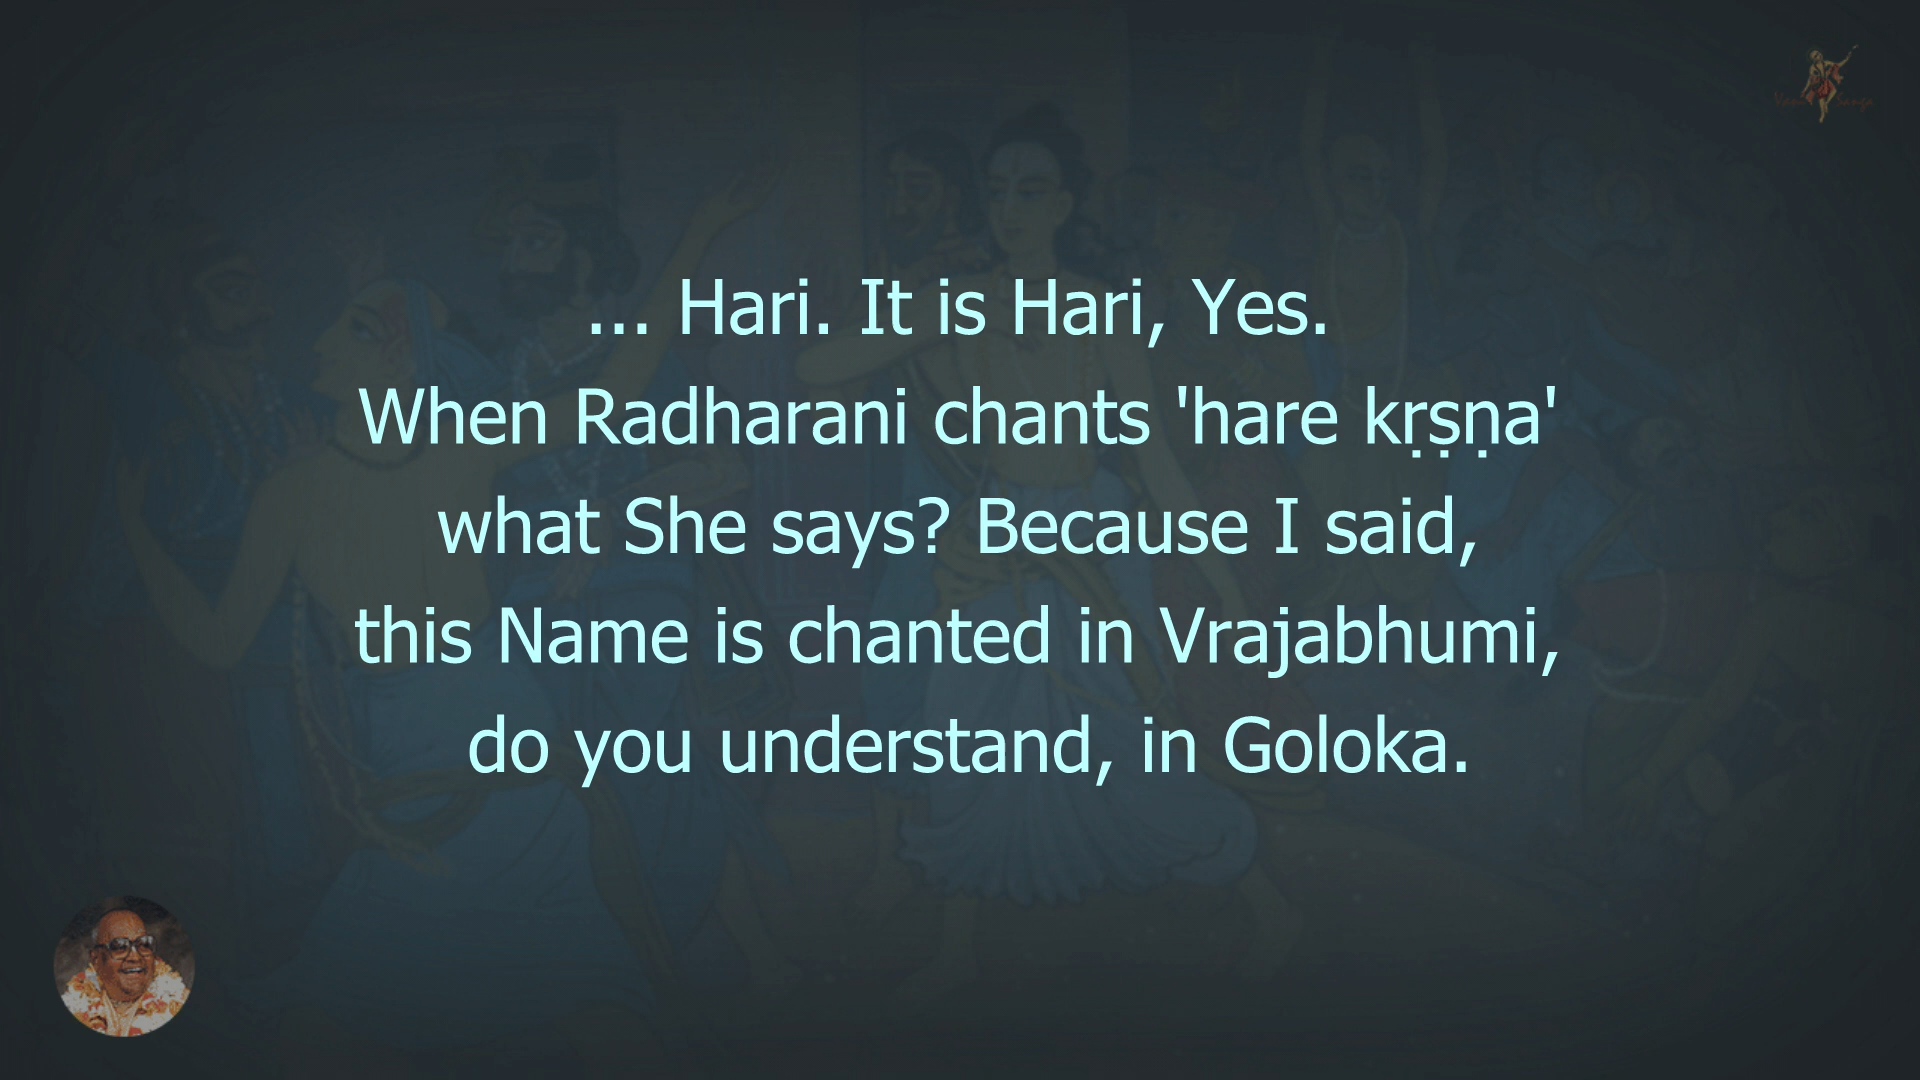 ... Hari. It is Hari, Yes.
When Radharani chants 'hare kṛṣṇa'
what She says? Because I said,
this Name is chanted in Vrajabhumi,
do you understand, in Goloka.